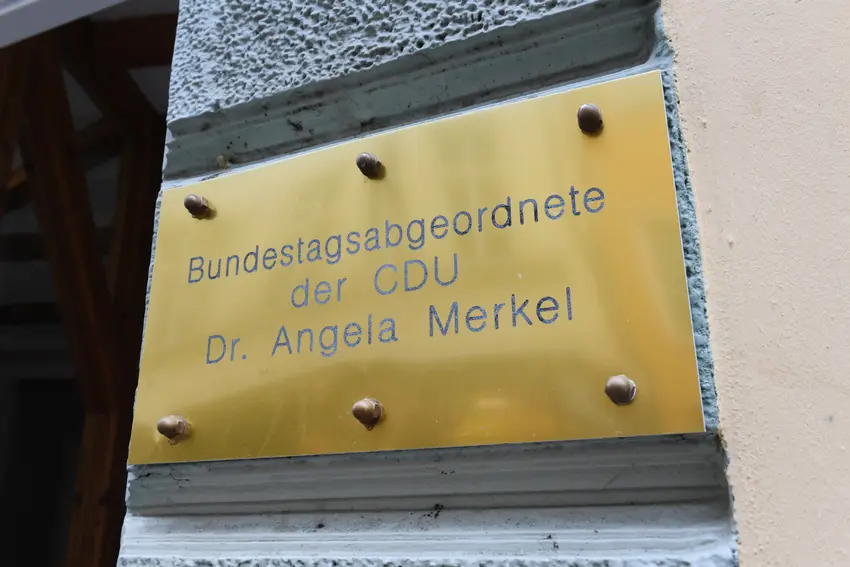 Bundestagsabgeordnete
der CDU
Dr. Angela Merkel